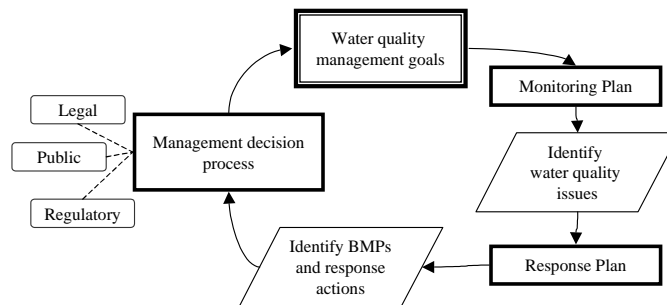 Water quality
management goals
Monitoring Plan
Legal
Management decision
process
Public
Identify
water quality
issues
Regulatory
Identify BMPs
and response
actions
Response Plan